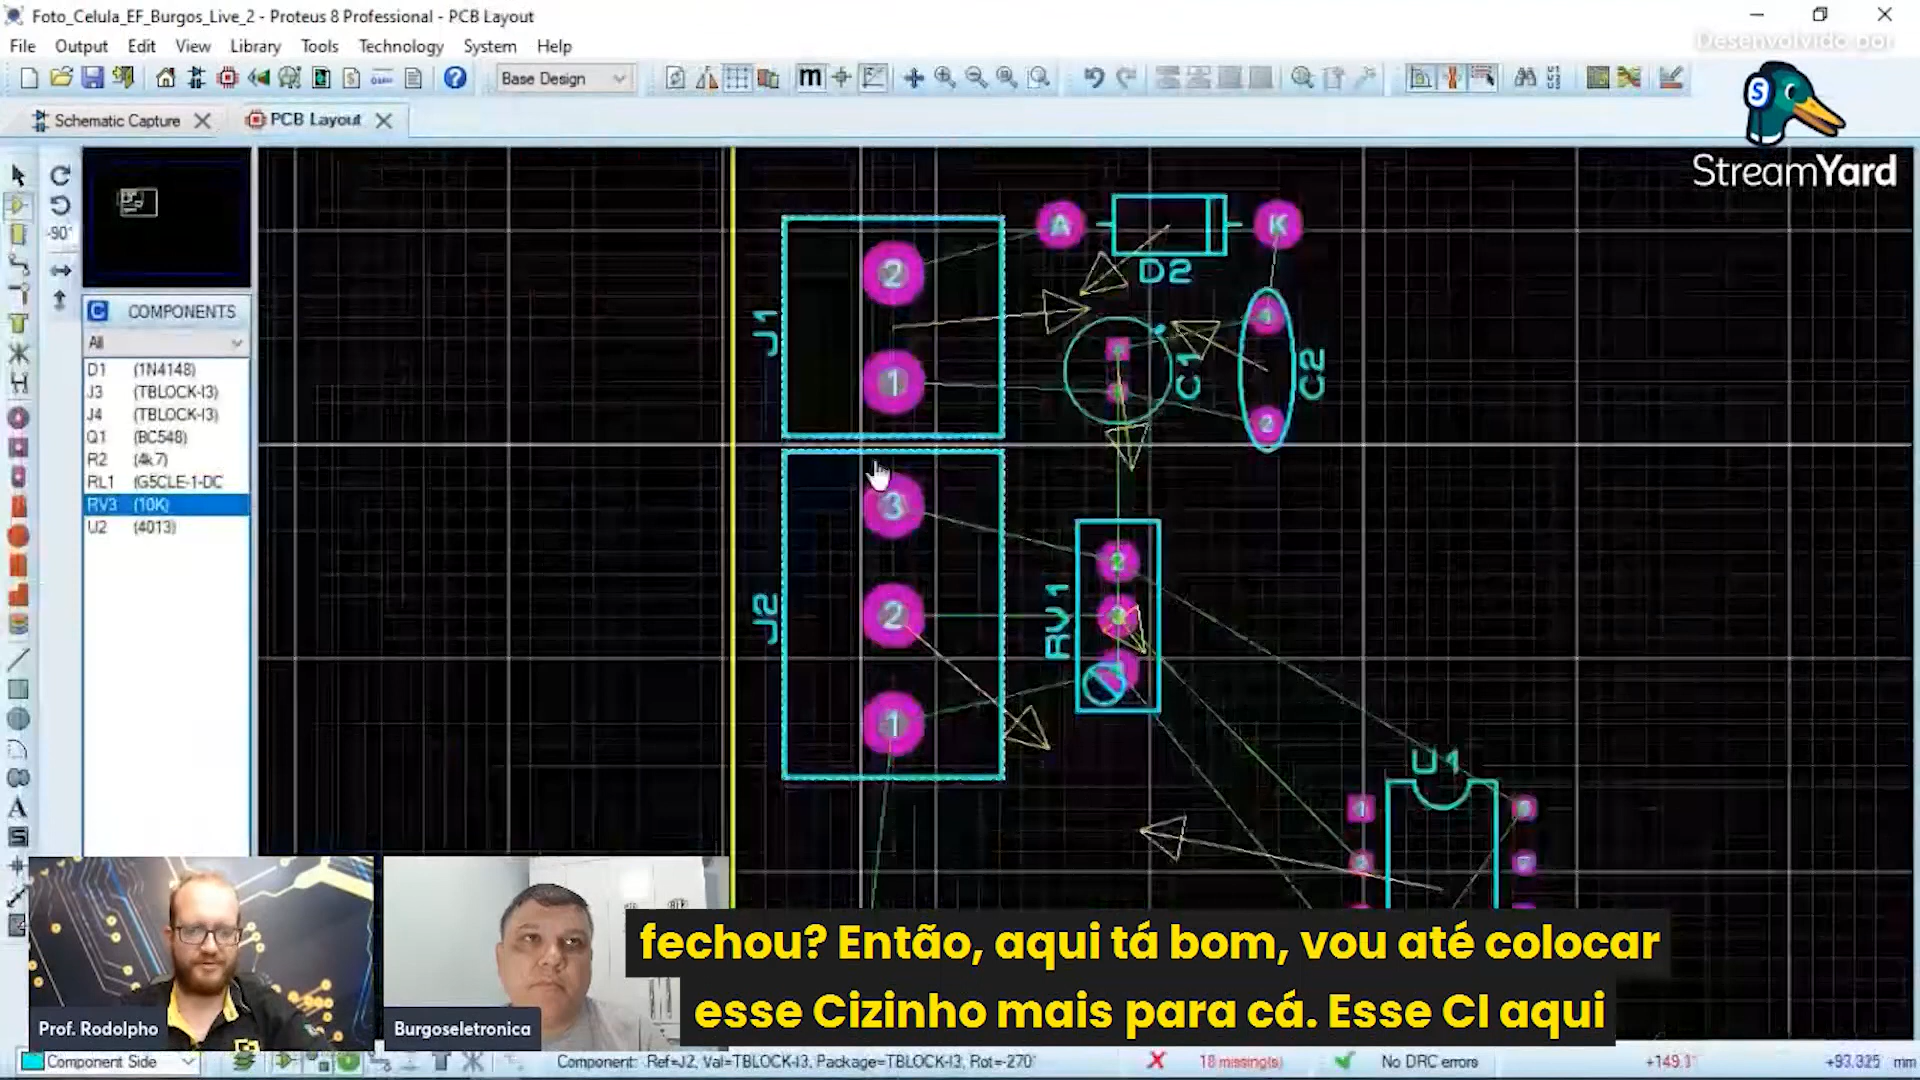 Foto_Celula_EF_Burgos_Live_2 - Proteus 8 Professional - PCB Layout
Desenvolvido por
File Output Edit View Library Tools Technology System Help
Base Design
m
S
StreamYard
Schematic Capture
PCB Layout
-90°
C COMPONENTS
All
D1 (1N4148)
J3 (TBLOCK-I3)
J4 (TBLOCK-I3)
Q1 (BC548)
R2 (4k7)
RL1 (G5CLE-1-DC
RV3 (10K)
U2 (4013)
A
K
D2
2
J1
1
C1
C2
2
3
J2
2
1
RV1
2
U1
1
fechou? Então, aqui tá bom, vou até colocar
esse Cizinho mais para cá. Esse CI aqui
Prof. Rodolpho
Burgoseletronica
Component Side
Component: Ref=J2, Val=TBLOCK-I3, Package=TBLOCK-I3, Rot=-270°
18 missing(s)
No DRC errors
+93.325 mm